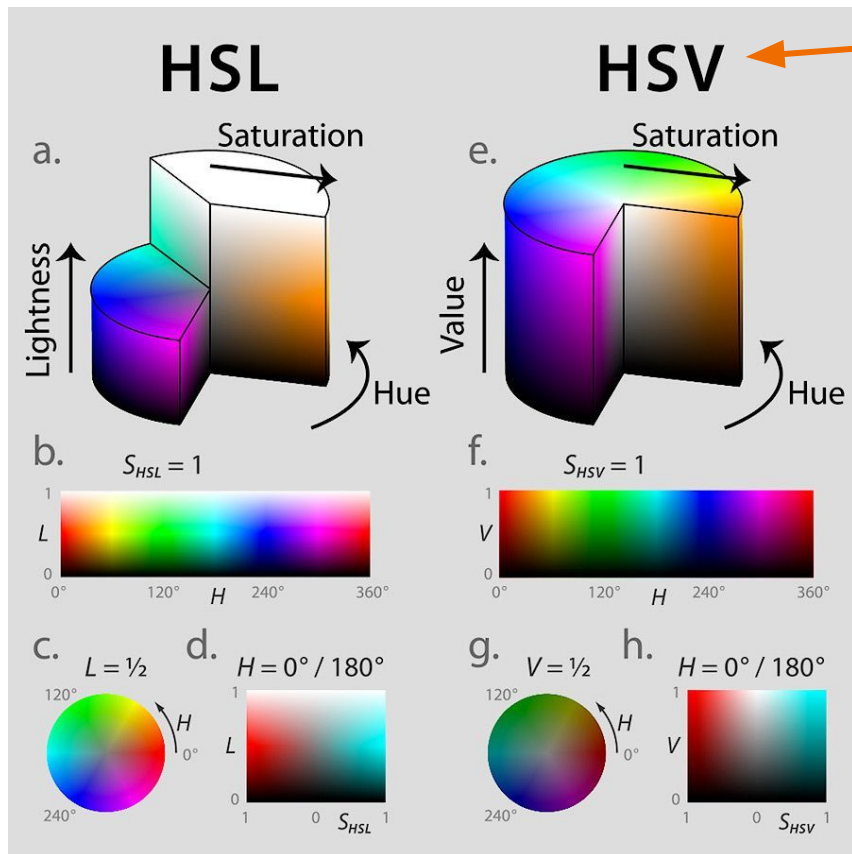 HSL
a.
Saturation
Lightness
Hue
b.
S_HSL = 1
1
L
0
0°
120°
H
240°
360°
c.
L = ½
120°
H
0°
240°
d.
H = 0° / 180°
1
L
0
1
0
S_HSL
1
HSV
e.
Saturation
Value
Hue
f.
S_HSV = 1
1
V
0
0°
120°
H
240°
360°
g.
V = ½
120°
H
0°
240°
h.
H = 0° / 180°
1
V
0
1
0
S_HSV
1